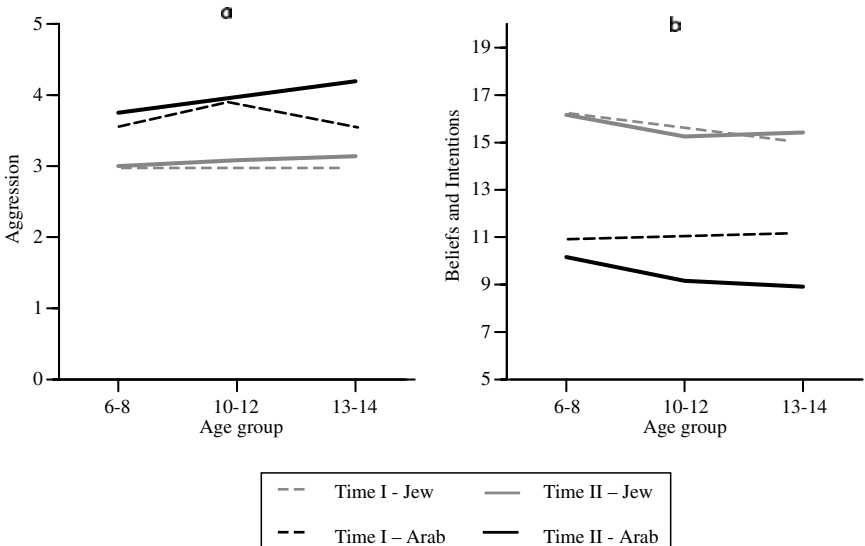 a
5
4
3
2
1
0
Aggression
6-8 10-12 13-14
Age group
b
19
17
15
13
11
9
7
5
Beliefs and Intentions
6-8 10-12 13-14
Age group
Time I - Jew Time II – Jew
Time I – Arab Time II - Arab